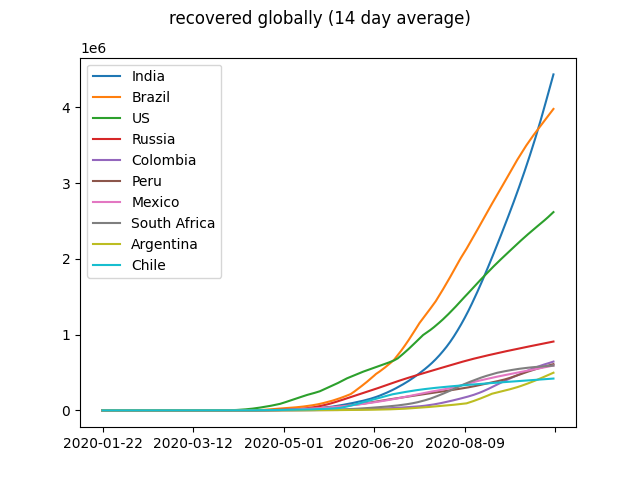 recovered globally (14 day average)
1e6
India
Brazil
US
Russia
Colombia
Peru
Mexico
South Africa
Argentina
Chile
4
3
2
1
0
2020-01-22 2020-03-12 2020-05-01 2020-06-20 2020-08-09